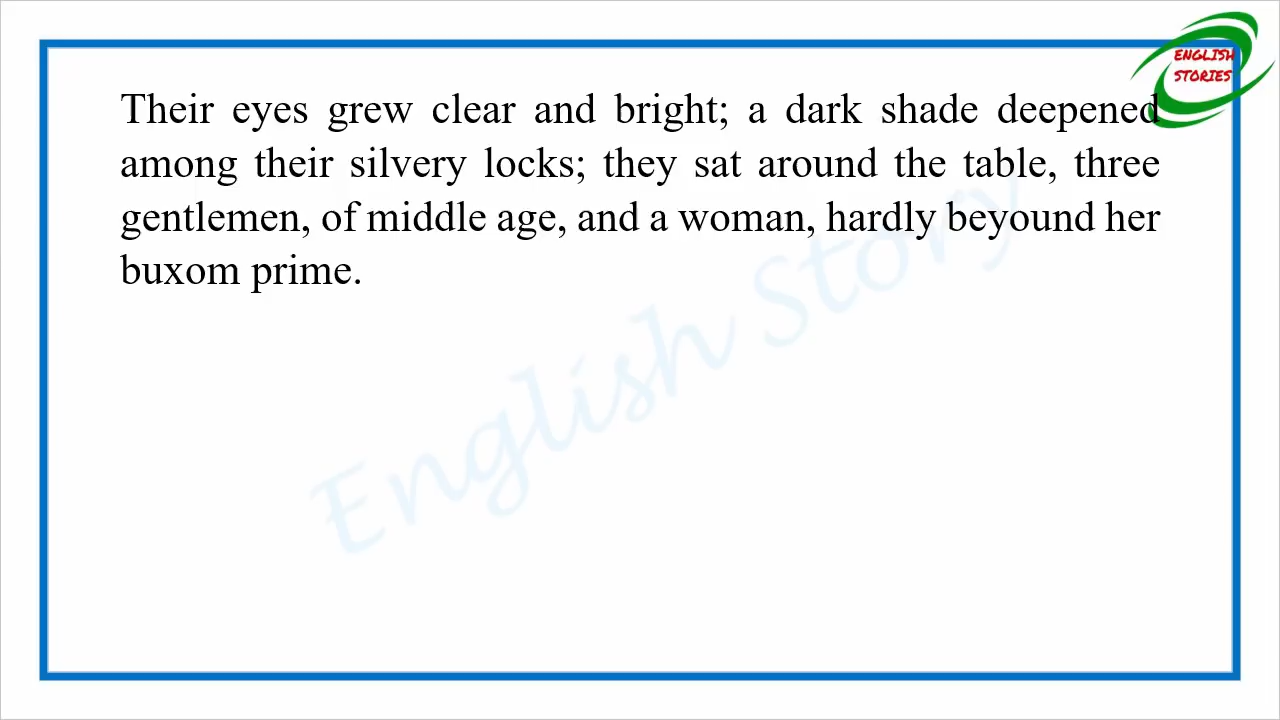 ENGLISH
STORIES
Their eyes grew clear and bright; a dark shade deepened
among their silvery locks; they sat around the table, three
gentlemen, of middle age, and a woman, hardly beyound her
buxom prime.
English Story